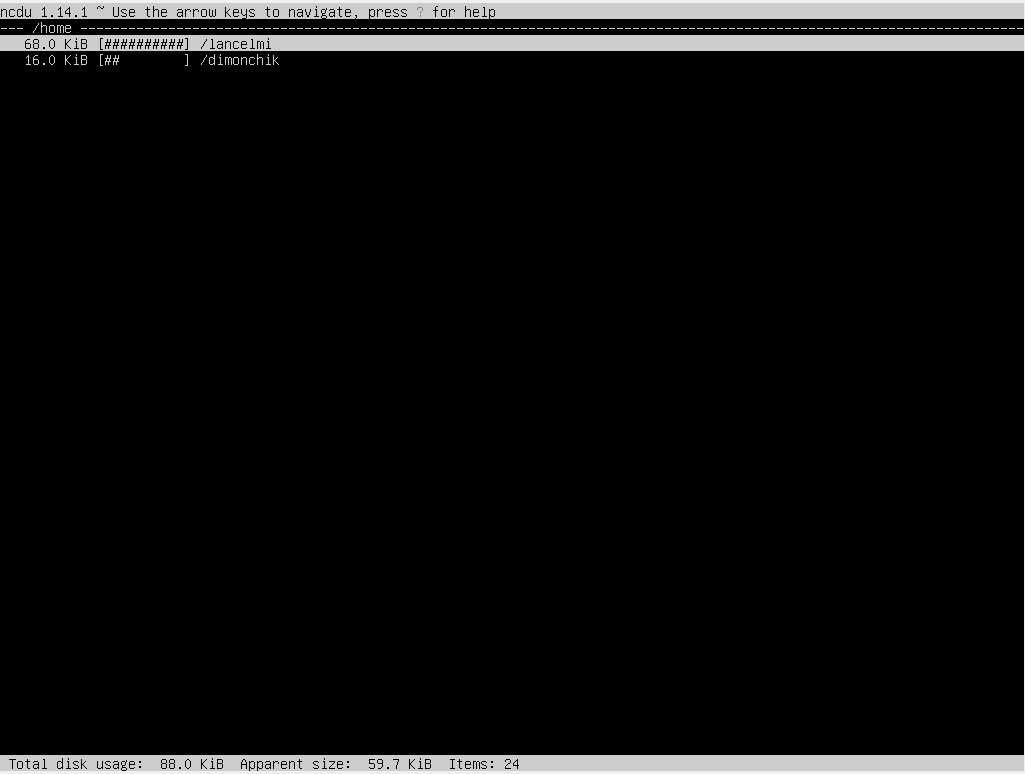 ncdu 1.14.1 ~ Use the arrow keys to navigate, press ? for help
--- /home ----------------------------------------------------------------------------------------------------------------------
   68.0 KiB [##########] /lancelmi
   16.0 KiB [##        ] /dimonchik
 Total disk usage:  88.0 KiB  Apparent size:  59.7 KiB  Items: 24